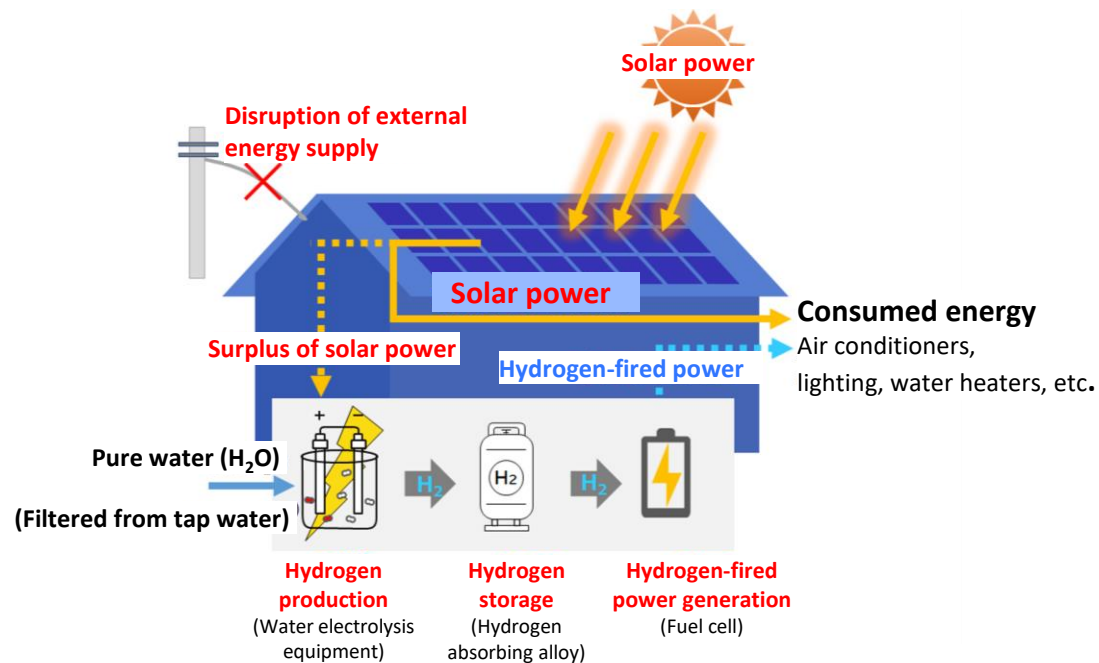 Solar power
Disruption of external
energy supply
Solar power
Consumed energy
Surplus of solar power
Hydrogen-fired power
Air conditioners,
lighting, water heaters, etc.
+ −
Pure water (H₂O)
(Filtered from tap water)
H₂
H₂
H₂
Hydrogen
production
(Water electrolysis
equipment)
Hydrogen
storage
(Hydrogen
absorbing alloy)
Hydrogen-fired
power generation
(Fuel cell)